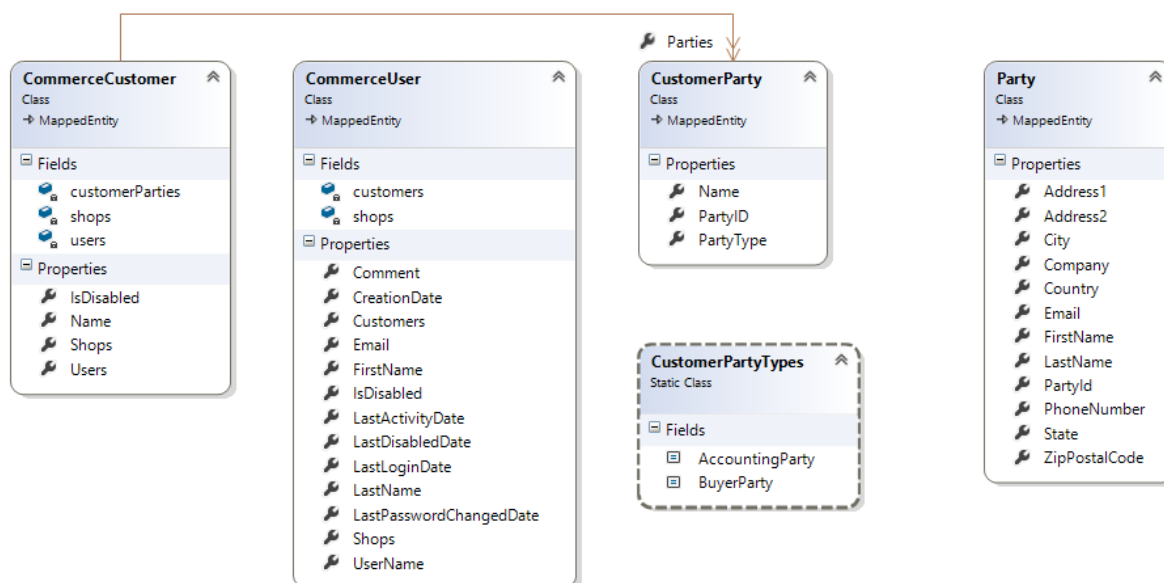 Parties
CommerceCustomer
Class
MappedEntity
Fields
customerParties
shops
users
Properties
IsDisabled
Name
Shops
Users
CommerceUser
Class
MappedEntity
Fields
customers
shops
Properties
Comment
CreationDate
Customers
Email
FirstName
IsDisabled
LastActivityDate
LastDisabledDate
LastLoginDate
LastName
LastPasswordChangedDate
Shops
UserName
CustomerParty
Class
MappedEntity
Properties
Name
PartyID
PartyType
CustomerPartyTypes
Static Class
Fields
AccountingParty
BuyerParty
Party
Class
MappedEntity
Properties
Address1
Address2
City
Company
Country
Email
FirstName
LastName
PartyId
PhoneNumber
State
ZipPostalCode